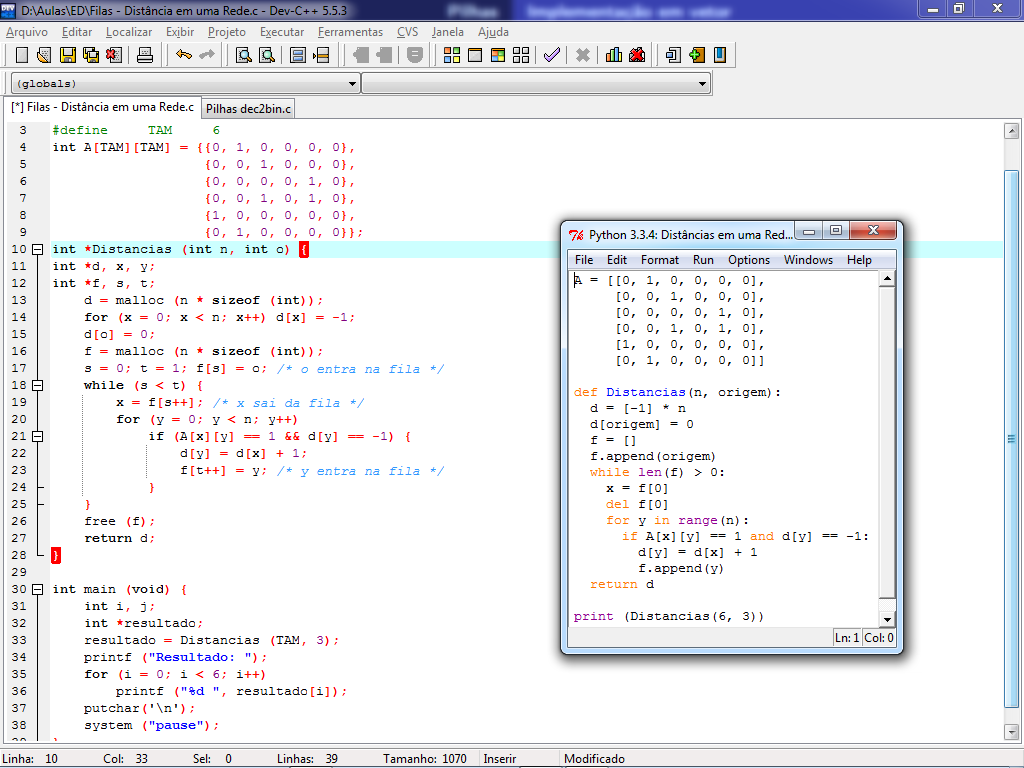 D:\Aulas\ED\Filas - Distância em uma Rede.c - Dev-C++ 5.5.3
Pilhas Implementação em vetor
Arquivo Editar Localizar Exibir Projeto Executar Ferramentas CVS Janela Ajuda
(globals)
[*] Filas - Distância em uma Rede.c Pilhas dec2bin.c
3 #define TAM 6
4 int A[TAM][TAM] = {{0, 1, 0, 0, 0, 0},
5 {0, 0, 1, 0, 0, 0},
6 {0, 0, 0, 0, 1, 0},
7 {0, 0, 1, 0, 1, 0},
8 {1, 0, 0, 0, 0, 0},
9 {0, 1, 0, 0, 0, 0}};
10 int *Distancias (int n, int o) {
11 int *d, x, y;
12 int *f, s, t;
13 d = malloc (n * sizeof (int));
14 for (x = 0; x < n; x++) d[x] = -1;
15 d[o] = 0;
16 f = malloc (n * sizeof (int));
17 s = 0; t = 1; f[s] = o; /* o entra na fila */
18 while (s < t) {
19 x = f[s++]; /* x sai da fila */
20 for (y = 0; y < n; y++)
21 if (A[x][y] == 1 && d[y] == -1) {
22 d[y] = d[x] + 1;
23 f[t++] = y; /* y entra na fila */
24 }
25 }
26 free (f);
27 return d;
28 }
29
30 int main (void) {
31 int i, j;
32 int *resultado;
33 resultado = Distancias (TAM, 3);
34 printf ("Resultado: ");
35 for (i = 0; i < 6; i++)
36 printf ("%d ", resultado[i]);
37 putchar('\n');
38 system ("pause");
Python 3.3.4: Distâncias em uma Red...
File Edit Format Run Options Windows Help
A = [[0, 1, 0, 0, 0, 0],
[0, 0, 1, 0, 0, 0],
[0, 0, 0, 0, 1, 0],
[0, 0, 1, 0, 1, 0],
[1, 0, 0, 0, 0, 0],
[0, 1, 0, 0, 0, 0]]
def Distancias(n, origem):
d = [-1] * n
d[origem] = 0
f = []
f.append(origem)
while len(f) > 0:
x = f[0]
del f[0]
for y in range(n):
if A[x][y] == 1 and d[y] == -1:
d[y] = d[x] + 1
f.append(y)
return d
print (Distancias(6, 3))
Ln: 1 Col: 0
Linha: 10 Col: 33 Sel: 0 Linhas: 39 Tamanho: 1070 Inserir Modificado